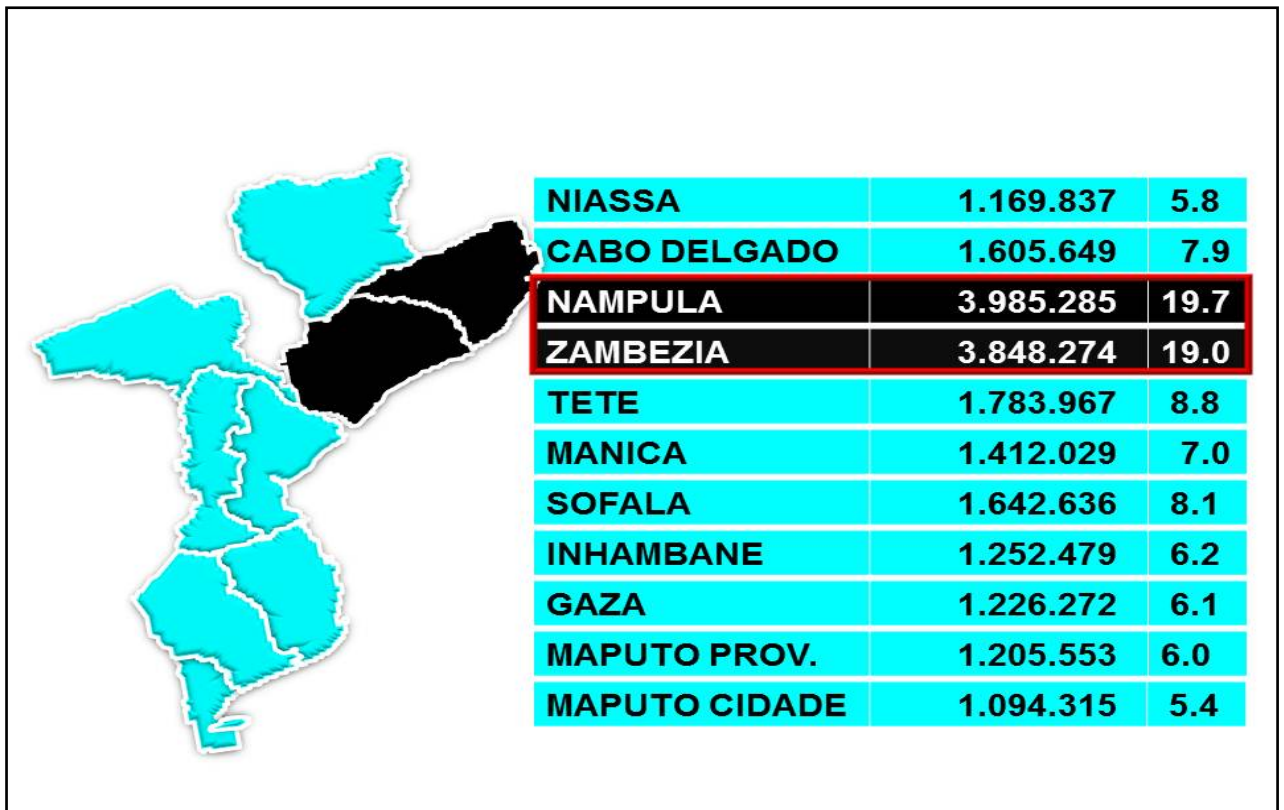 NIASSA 1.169.837 5.8
CABO DELGADO 1.605.649 7.9
NAMPULA 3.985.285 19.7
ZAMBEZIA 3.848.274 19.0
TETE 1.783.967 8.8
MANICA 1.412.029 7.0
SOFALA 1.642.636 8.1
INHAMBANE 1.252.479 6.2
GAZA 1.226.272 6.1
MAPUTO PROV. 1.205.553 6.0
MAPUTO CIDADE 1.094.315 5.4